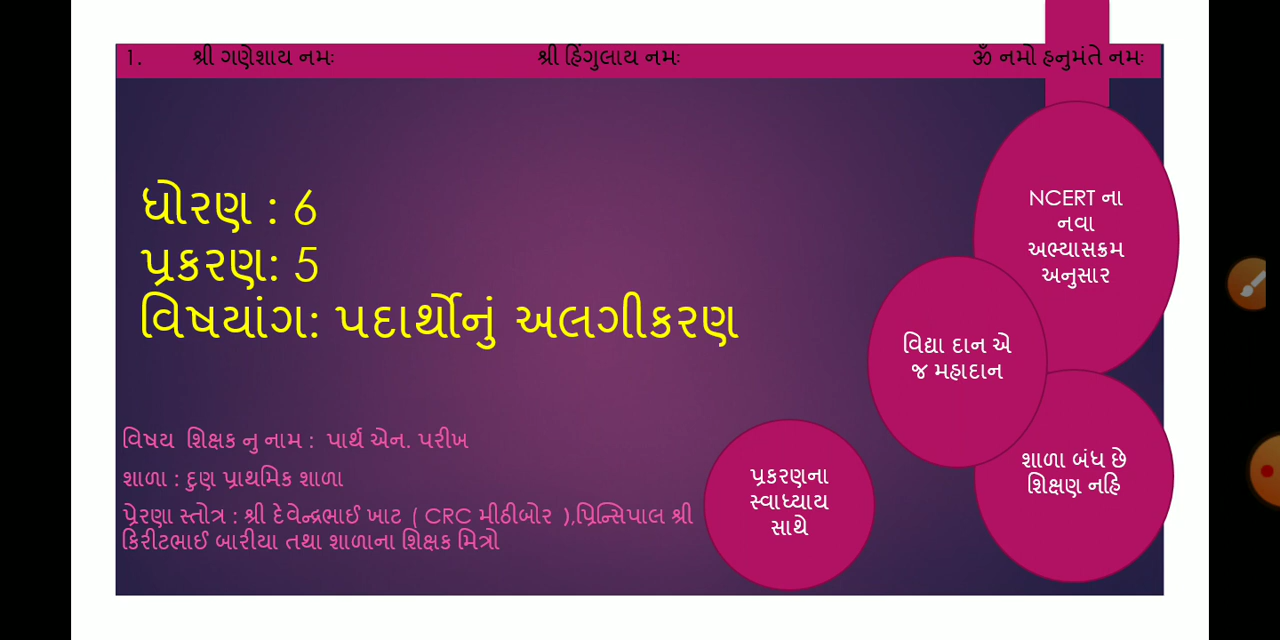 1. શ્રી ગણેશાય નમઃ શ્રી હિંગુલાય નમઃ ૐ નમો હનુમંતે નમઃ
ધોરણ : 6
પ્રકરણ: 5
વિષયાંગ: પદાર્થોનું અલગીકરણ
વિષય શિક્ષક નુ નામ : પાર્થ એન. પરીખ
શાળા : દુણ પ્રાથમિક શાળા
પ્રેરણા સ્તોત્ર : શ્રી દેવેન્દ્રભાઈ ખાટ ( CRC મીઠીબોર ),પ્રિન્સિપાલ શ્રી
કિરીટભાઈ બારીયા તથા શાળાના શિક્ષક મિત્રો
NCERT ના
નવા
અભ્યાસક્રમ
અનુસાર
વિદ્યા દાન એ
જ મહાદાન
શાળા બંધ છે
શિક્ષણ નહિ
પ્રકરણના
સ્વાધ્યાય
સાથે